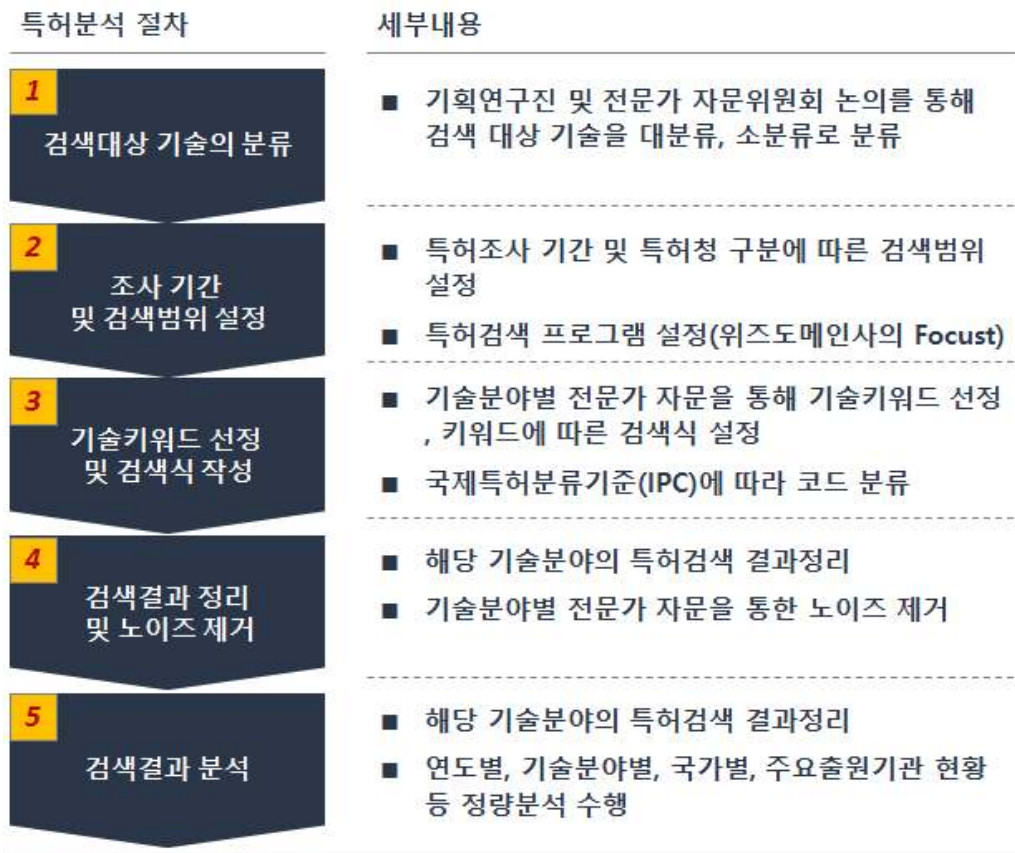 특허분석 절차
세부내용
1
검색대상 기술의 분류
■ 기획연구진 및 전문가 자문위원회 논의를 통해
검색 대상 기술을 대분류, 소분류로 분류
2
조사 기간
및 검색범위 설정
■ 특허조사 기간 및 특허청 구분에 따른 검색범위
설정
■ 특허검색 프로그램 설정(위즈도메인사의 Focust)
3
기술키워드 선정
및 검색식 작성
■ 기술분야별 전문가 자문을 통해 기술키워드 선정
, 키워드에 따른 검색식 설정
■ 국제특허분류기준(IPC)에 따라 코드 분류
4
검색결과 정리
및 노이즈 제거
■ 해당 기술분야의 특허검색 결과정리
■ 기술분야별 전문가 자문을 통한 노이즈 제거
5
검색결과 분석
■ 해당 기술분야의 특허검색 결과정리
■ 연도별, 기술분야별, 국가별, 주요출원기관 현황
등 정량분석 수행